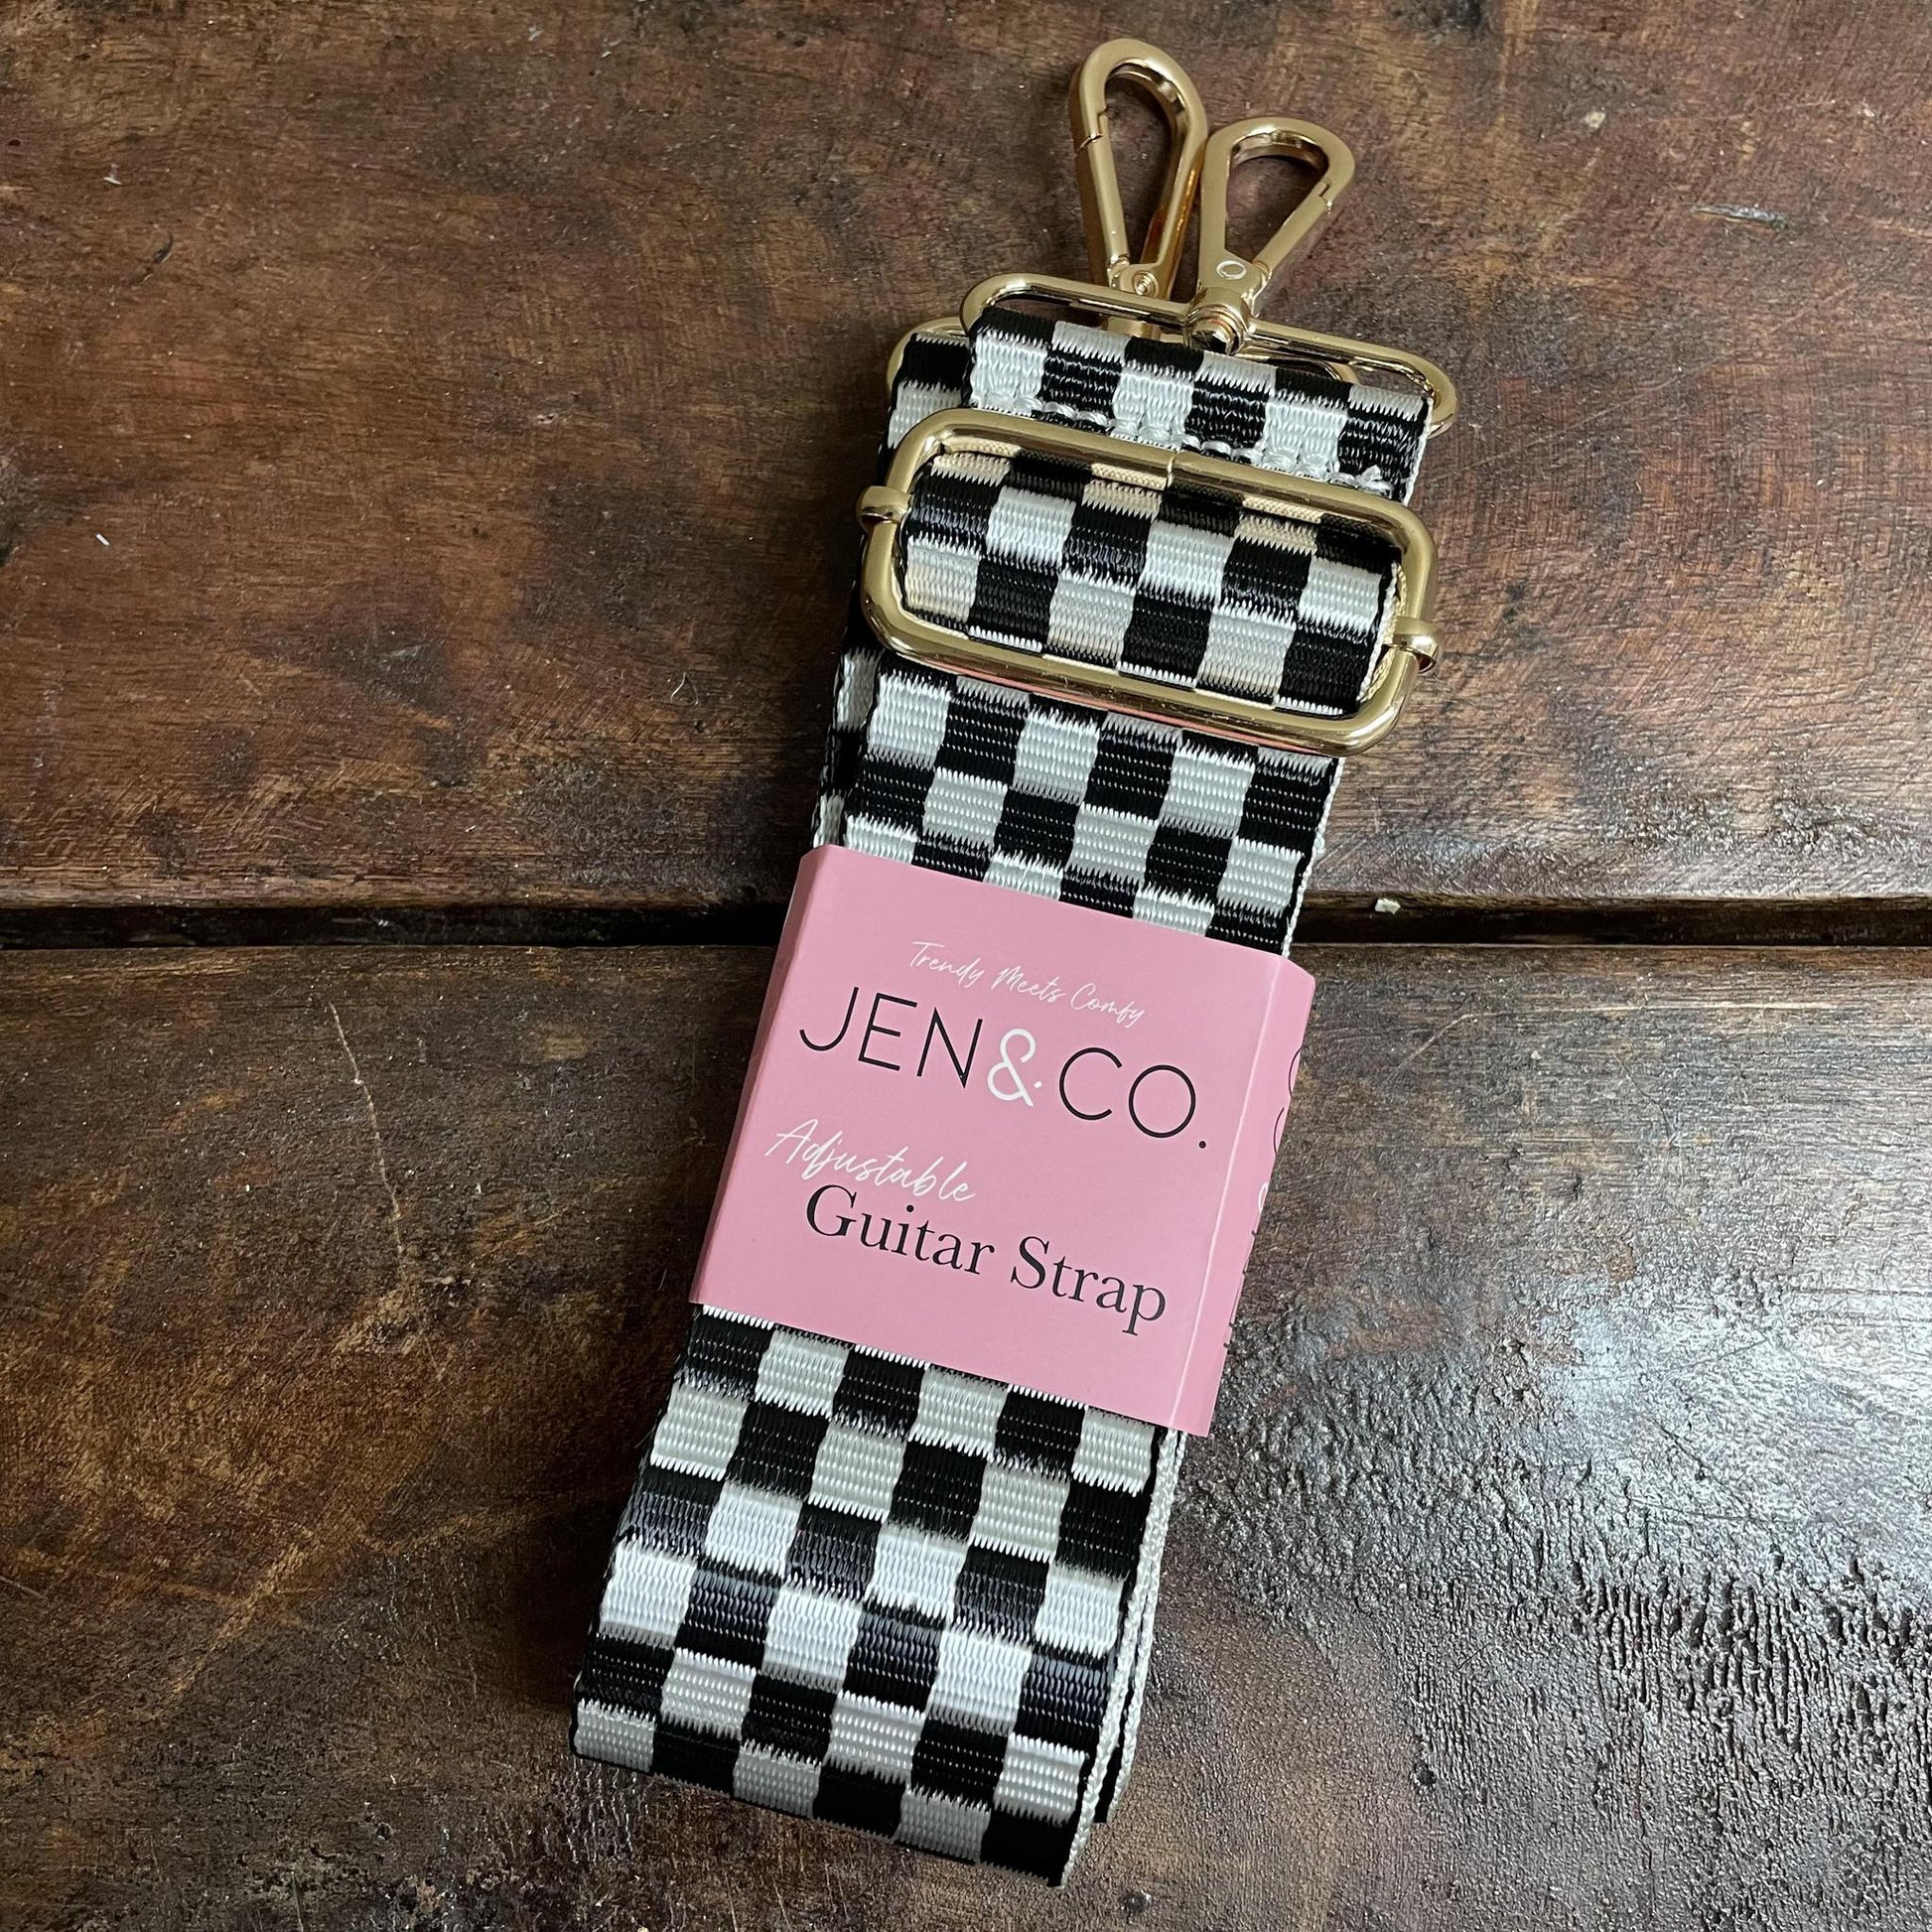 Trendy Meets Comfy
JEN & CO.
Adjustable
Guitar Strap